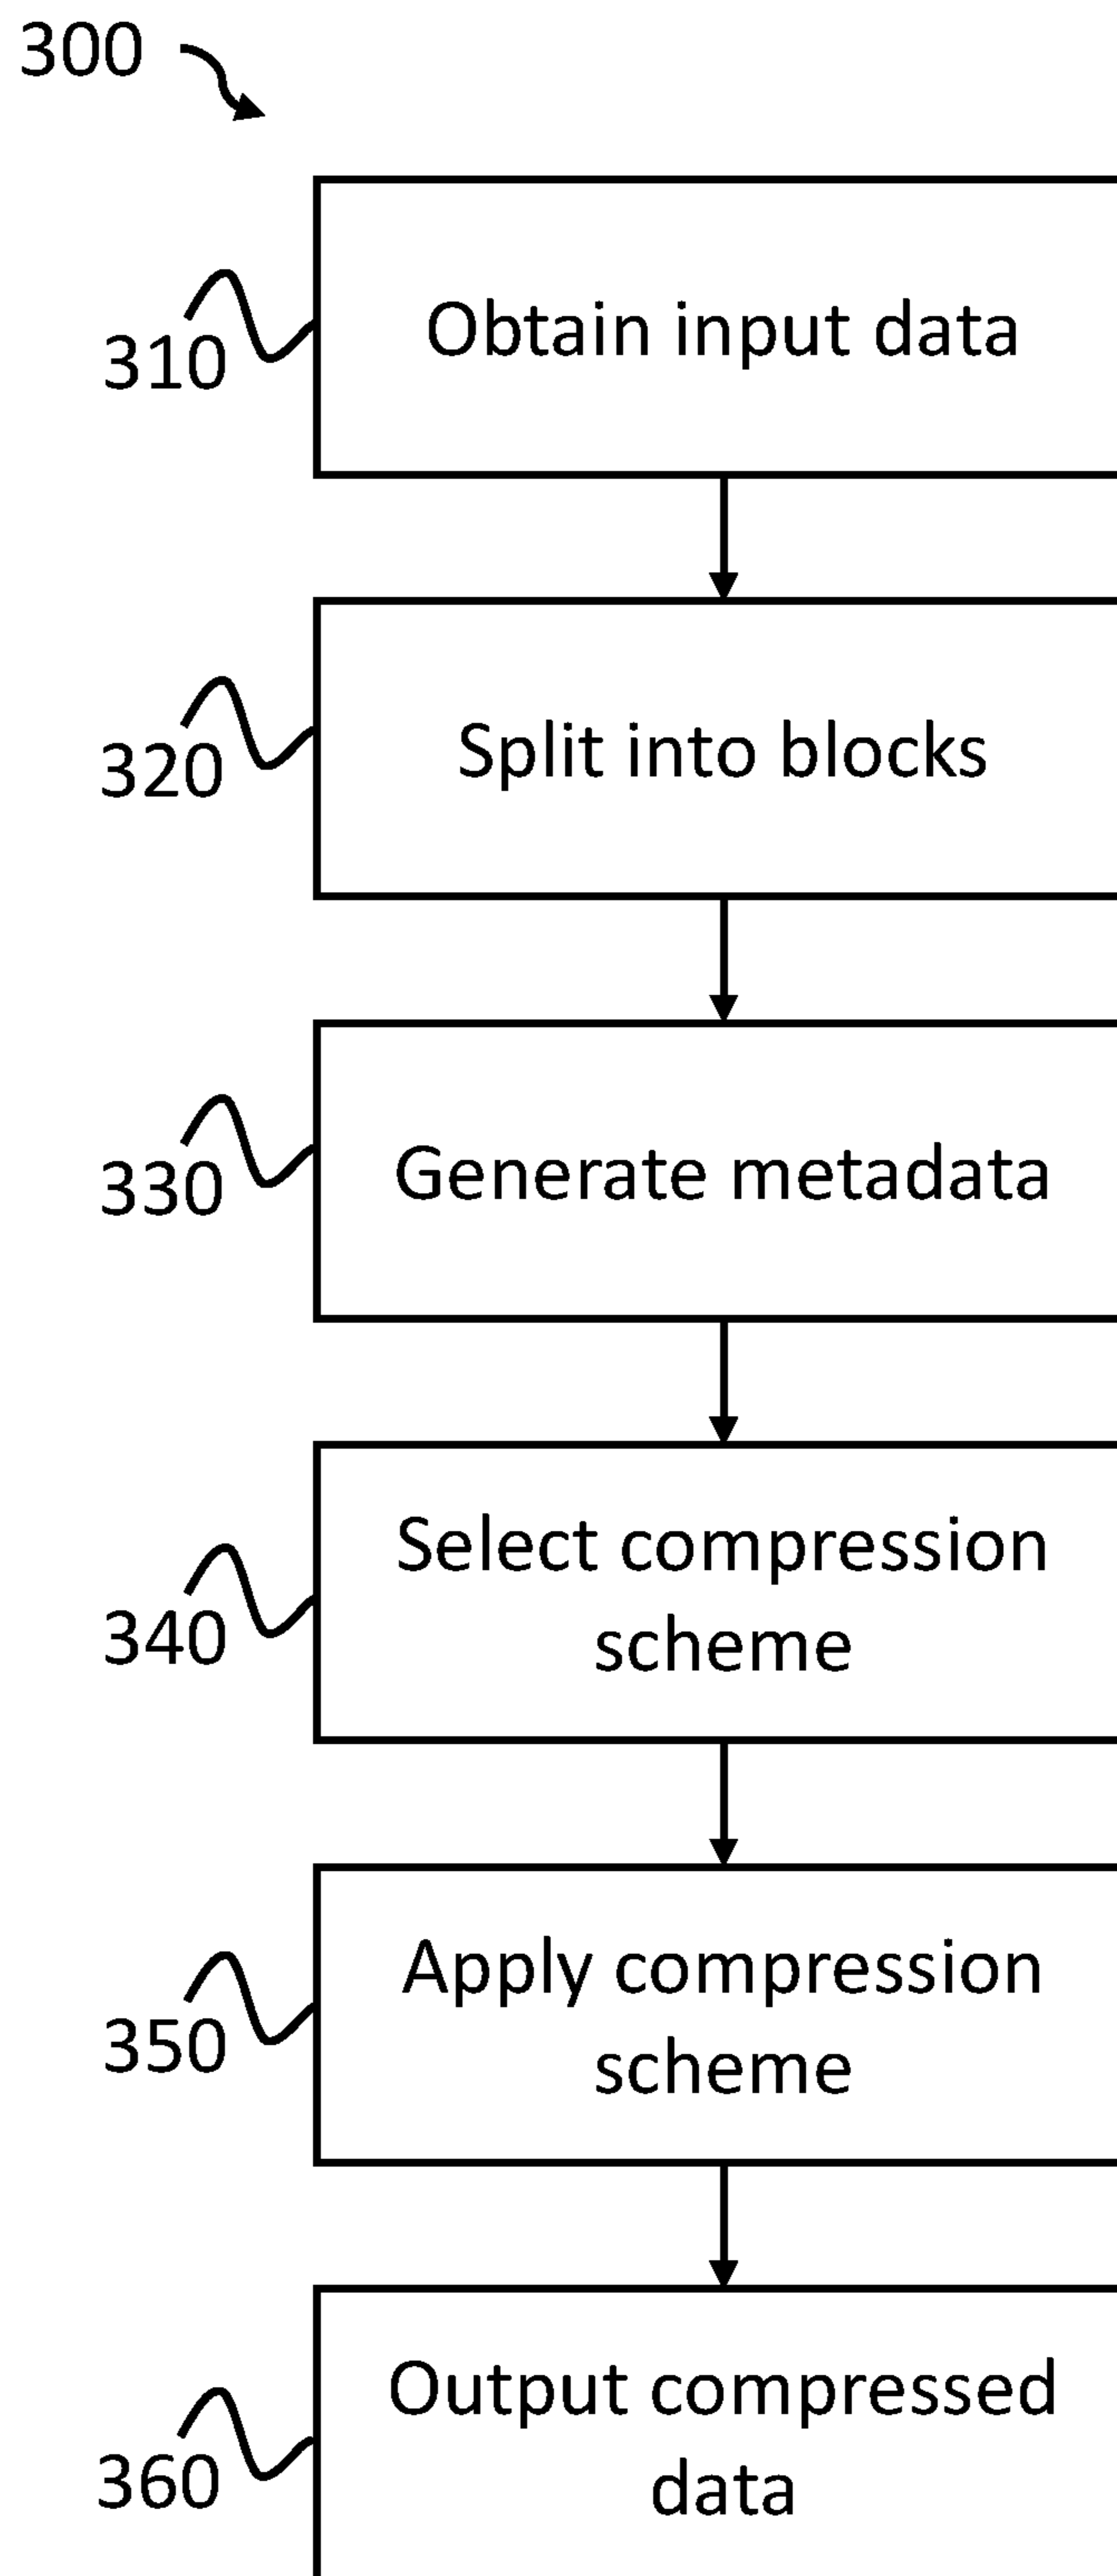 300
Obtain input data
310
Split into blocks
320
Generate metadata
330
Select compression
scheme
340
Apply compression
scheme
350
Output compressed
data
360